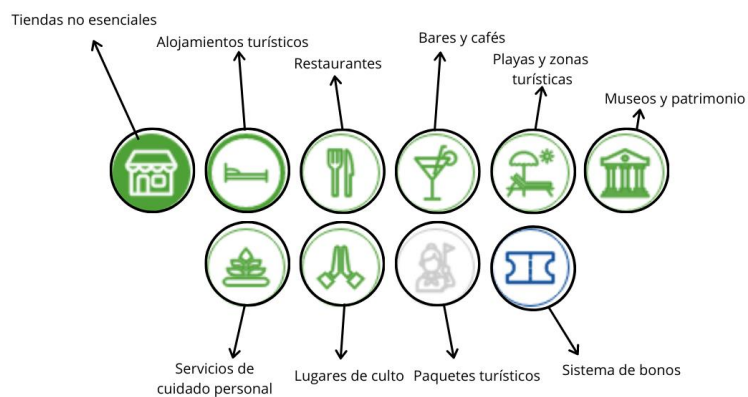 Tiendas no esenciales
Alojamientos turísticos
Restaurantes
Bares y cafés
Playas y zonas
turísticas
Museos y patrimonio
Servicios de
cuidado personal
Lugares de culto
Paquetes turísticos
Sistema de bonos